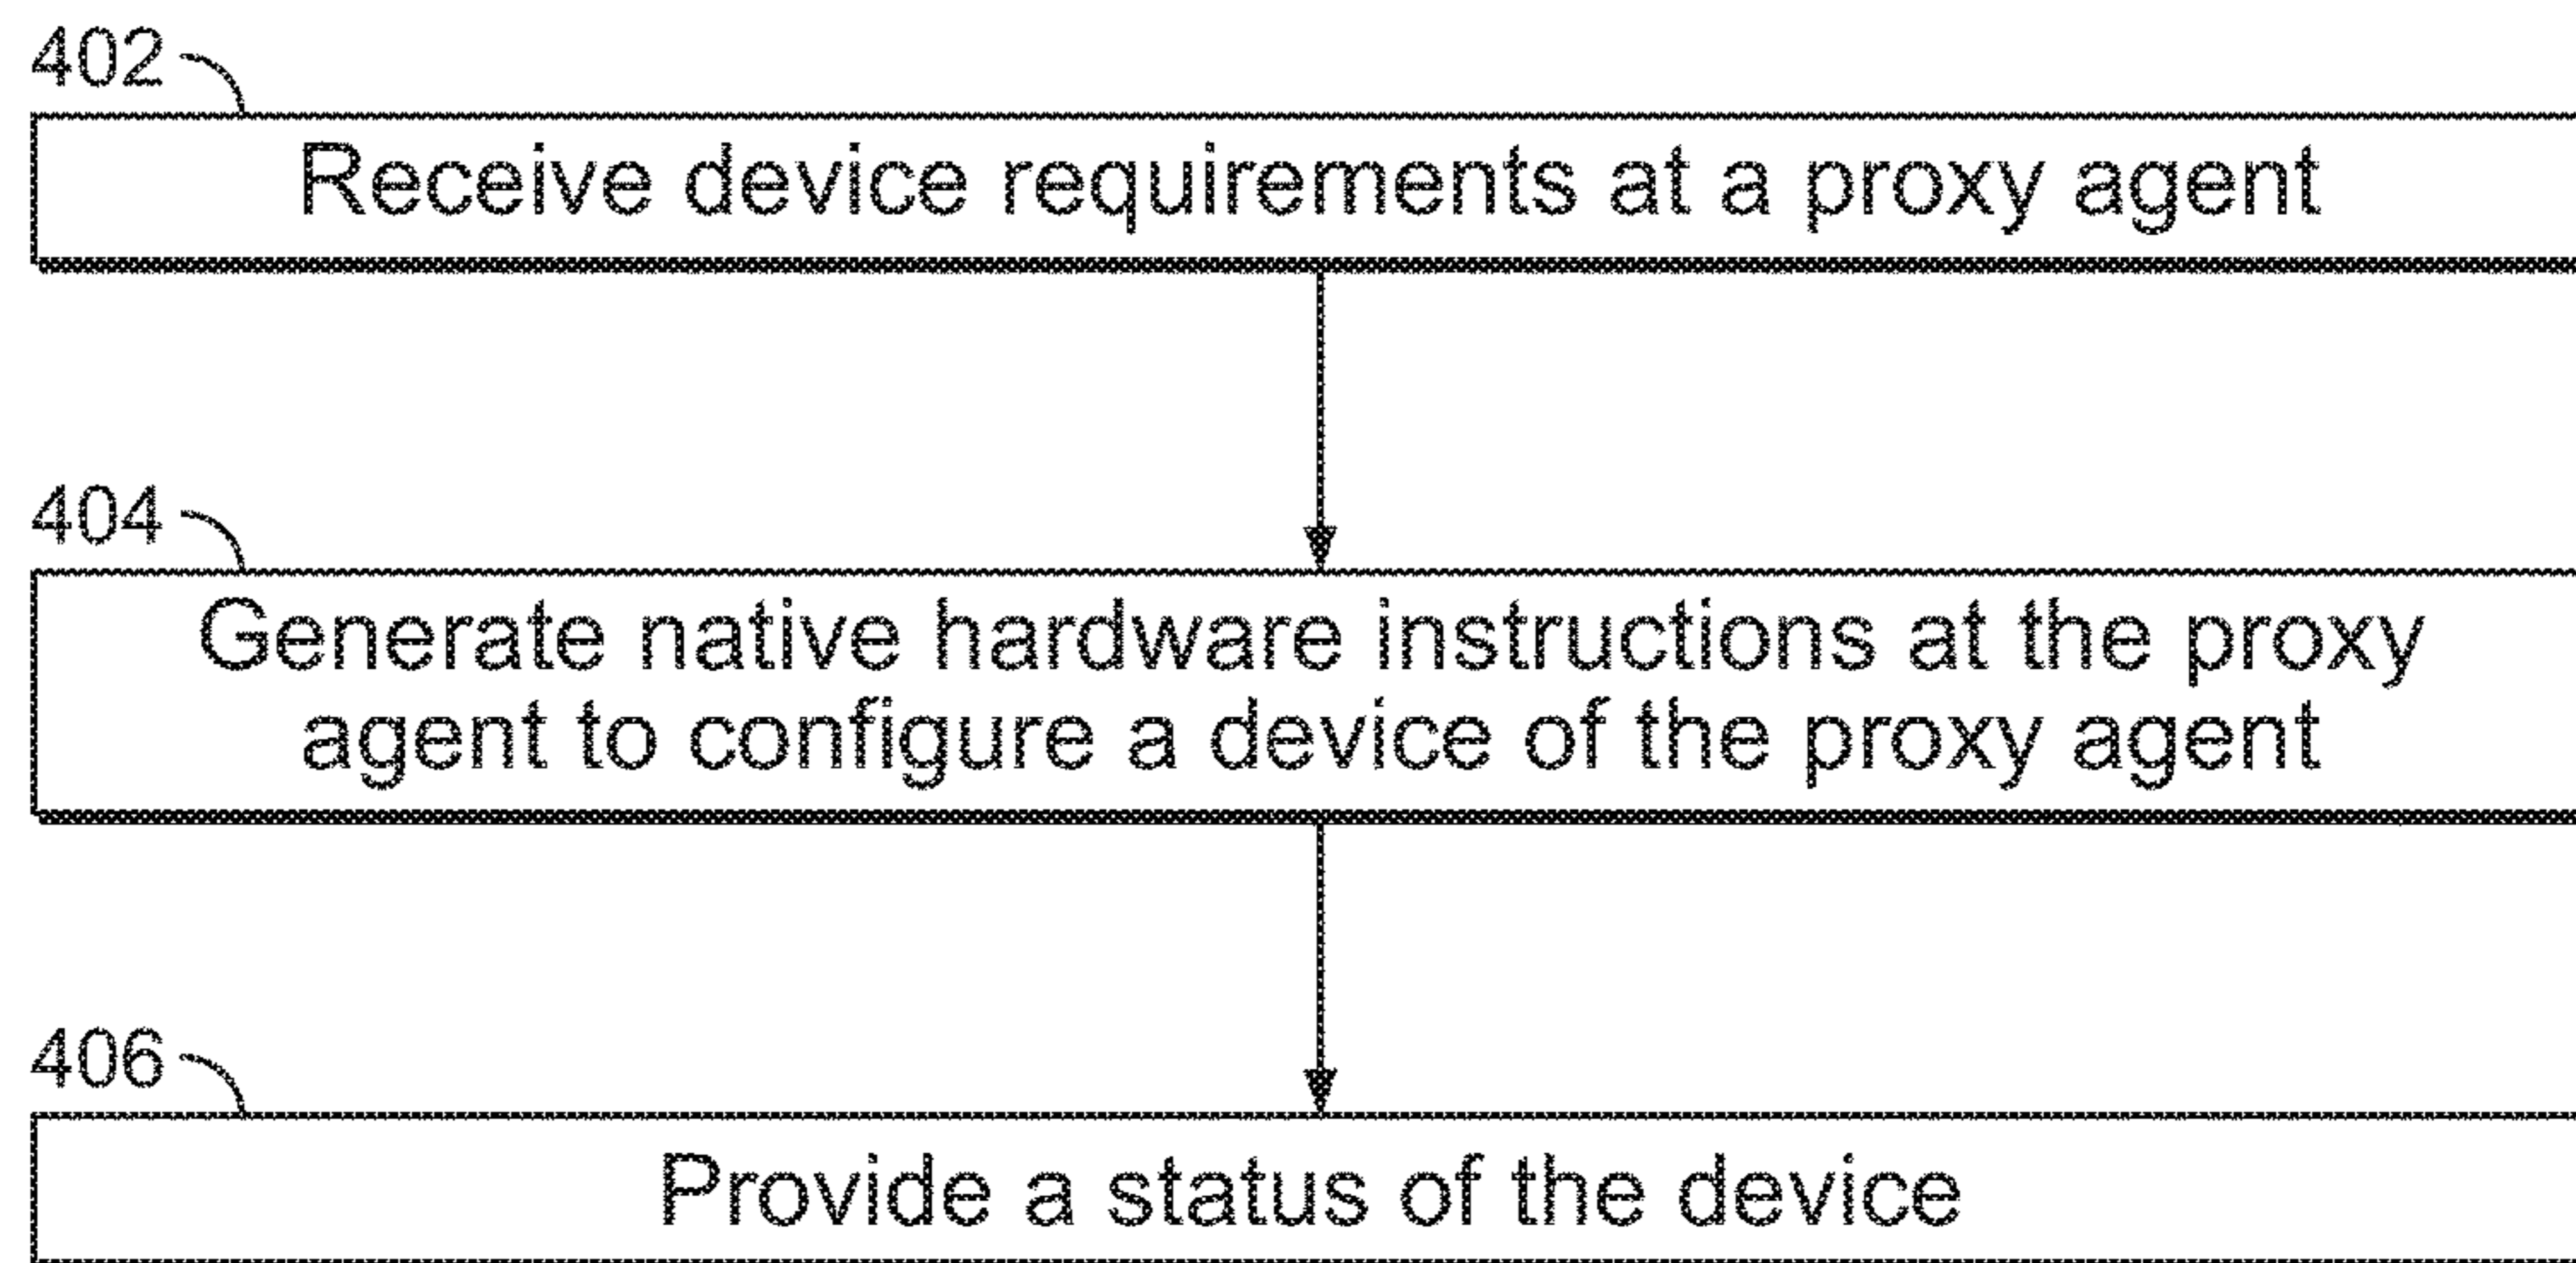 402
Receive device requirements at a proxy agent
404
Generate native hardware instructions at the proxy
agent to configure a device of the proxy agent
406
Provide a status of the device